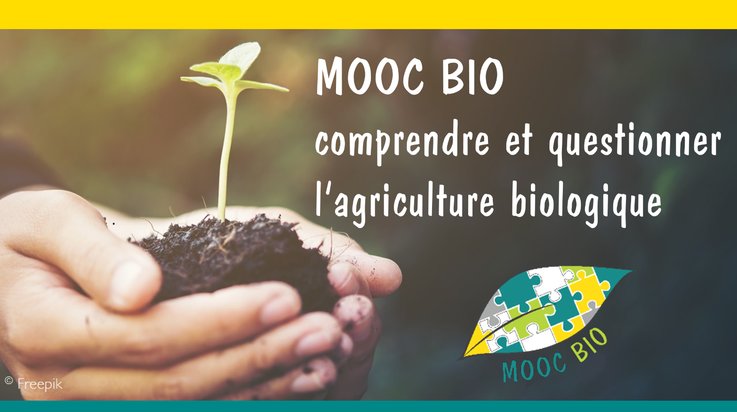 MOOC BIO
comprendre et questionner
l'agriculture biologique
MOOC BIO
© Freepik